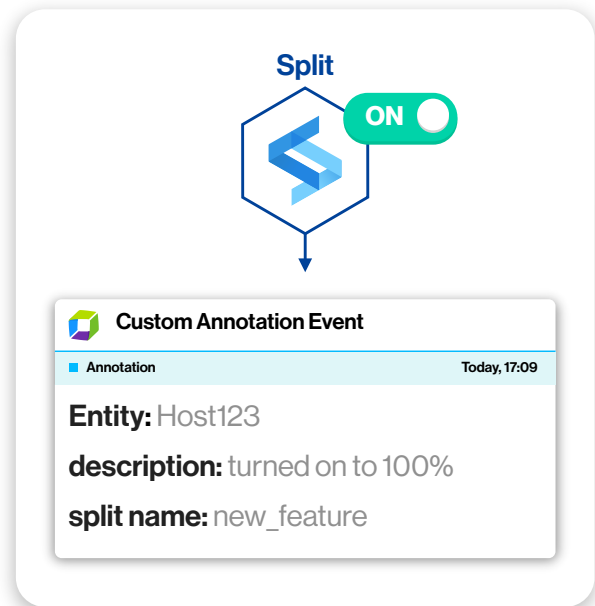 Split
ON
Custom Annotation Event
Annotation Today, 17:09
Entity: Host123
description: turned on to 100%
split name: new_feature